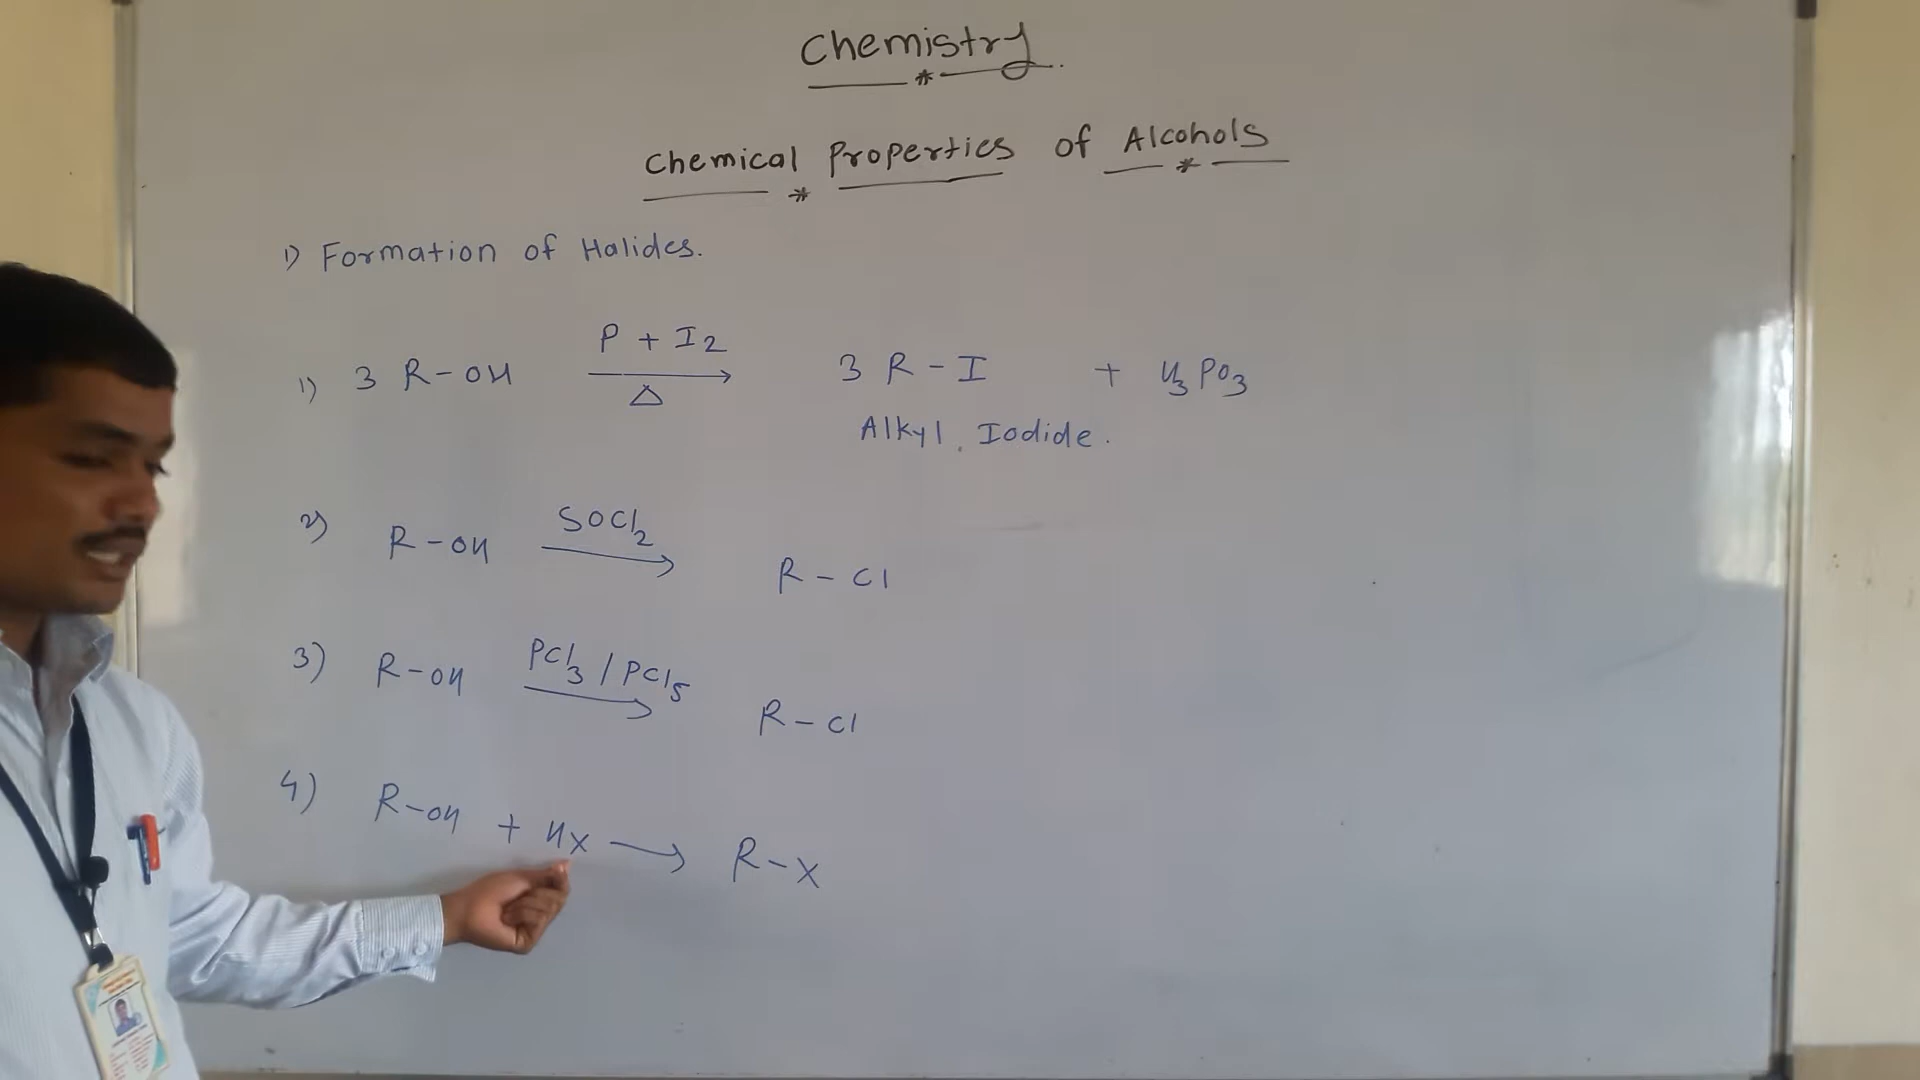 Chemistry
Chemical Properties of Alcohols
1) Formation of Halides.
1) 3 R-OH P + I2 Δ 3 R-I + H3PO3
Alkyl Iodide.
2) R-OH SOCl2 R-Cl
3) R-OH PCl3 / PCl5 R-Cl
4) R-OH + HX → R-X